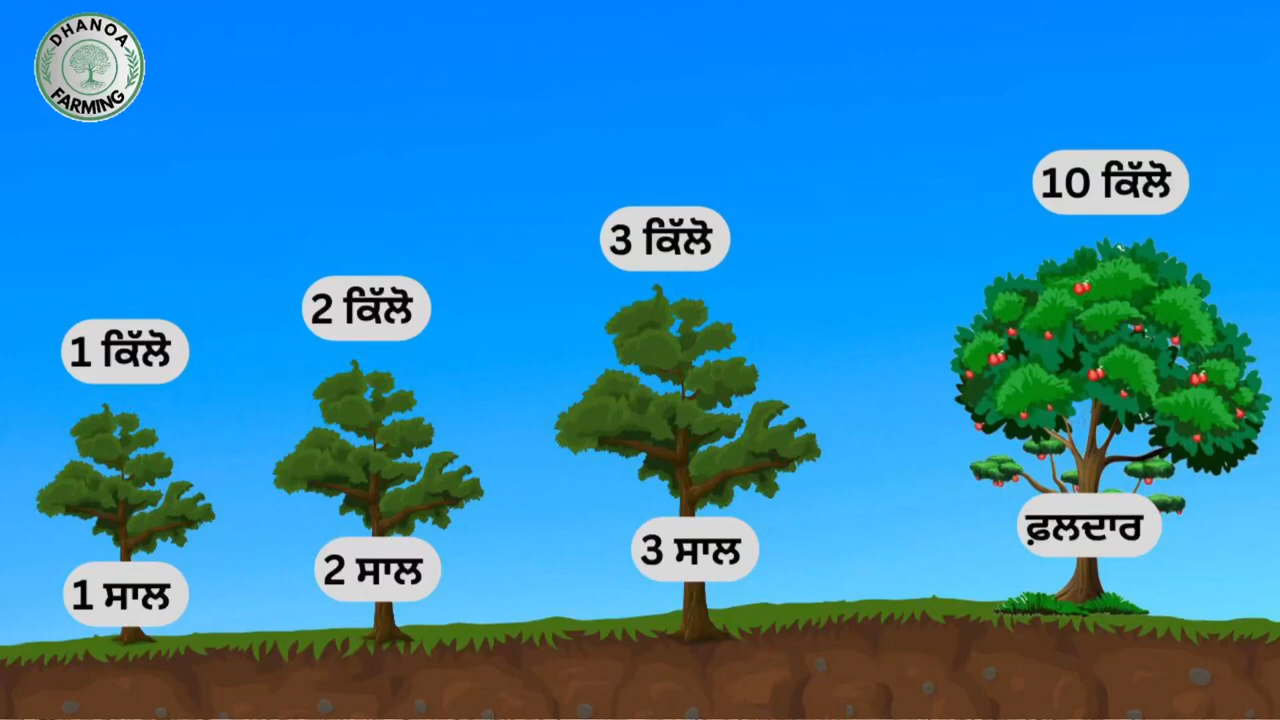 DHANOA
FARMING
1 ਕਿੱਲੋ
2 ਕਿੱਲੋ
3 ਕਿੱਲੋ
10 ਕਿੱਲੋ
1 ਸਾਲ
2 ਸਾਲ
3 ਸਾਲ
ਫ਼ਲਦਾਰ